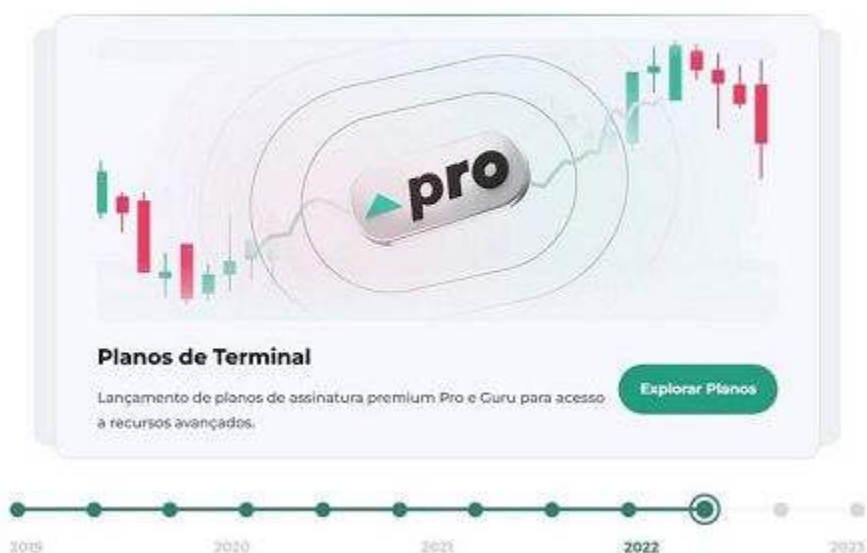 pro
Planos de Terminal
Lançamento de planos de assinatura premium Pro e Guru para acesso
a recursos avançados.
Explorar Planos
2019 2020 2021 2022 2023